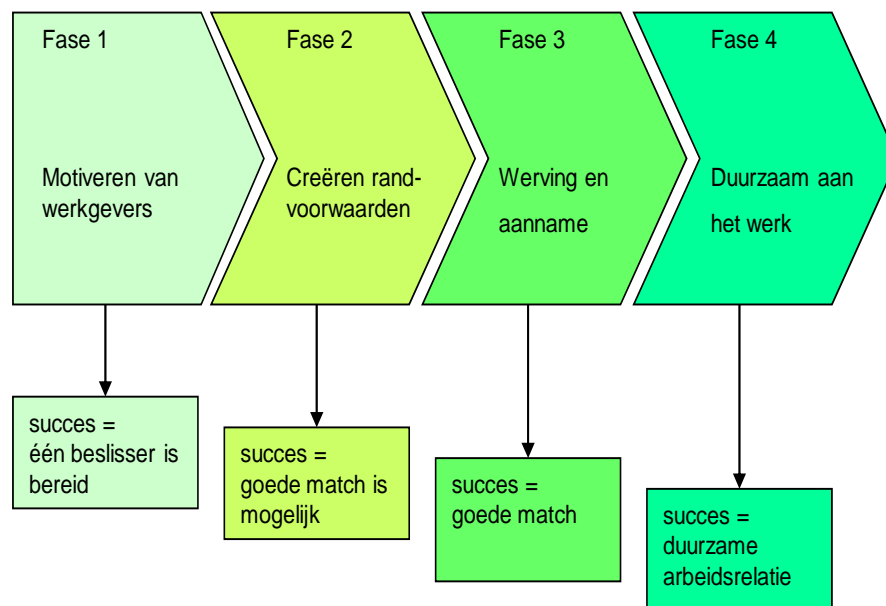 Fase 1
Motiveren van
werkgevers
Fase 2
Creëren rand-
voorwaarden
Fase 3
Werving en
aanname
Fase 4
Duurzaam aan
het werk
succes =
één beslisser is
bereid
succes =
goede match is
mogelijk
succes =
goede match
succes =
duurzame
arbeidsrelatie